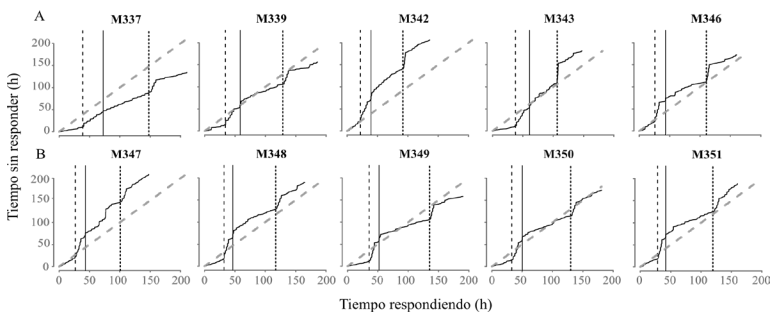 A
M337 M339 M342 M343 M346
200
150
100
50
0
B
M347 M348 M349 M350 M351
200
150
100
50
0
0 50 100 150 200 0 50 100 150 200 0 50 100 150 200 0 50 100 150 200 0 50 100 150 200
Tiempo sin responder (h)
Tiempo respondiendo (h)